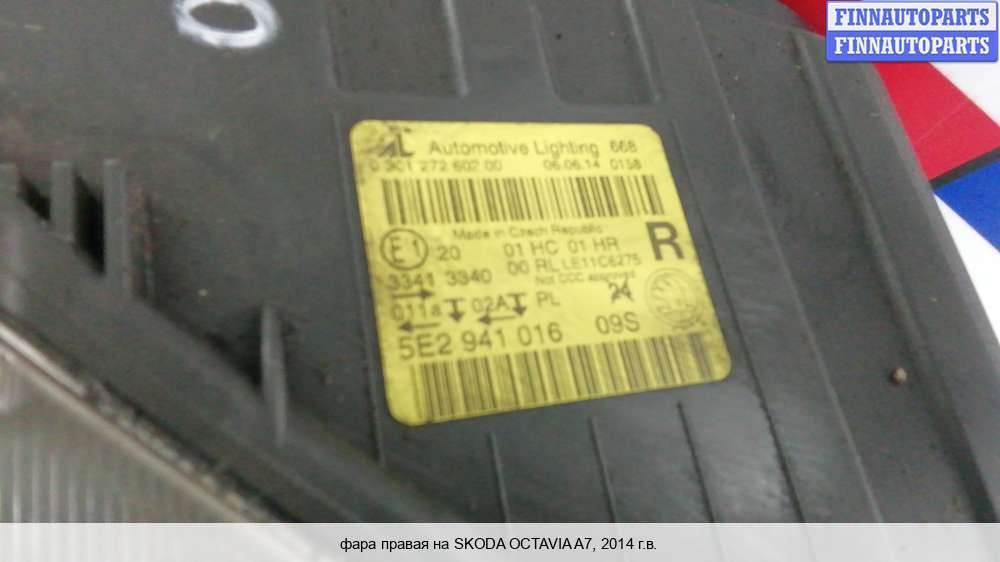 FINNAUTOPARTS
FINNAUTOPARTS
Automotive Lighting 668
0 301 272 602 00 06.06.14 0158
Made in Czech Republic
E1 20 01 HC 01 HR R
3341 3340 00 RL LE11C6275
Not CCC approved
011a 02A PL 24
5E2 941 016 09S
фара правая на SKODA OCTAVIA A7, 2014 г.в.